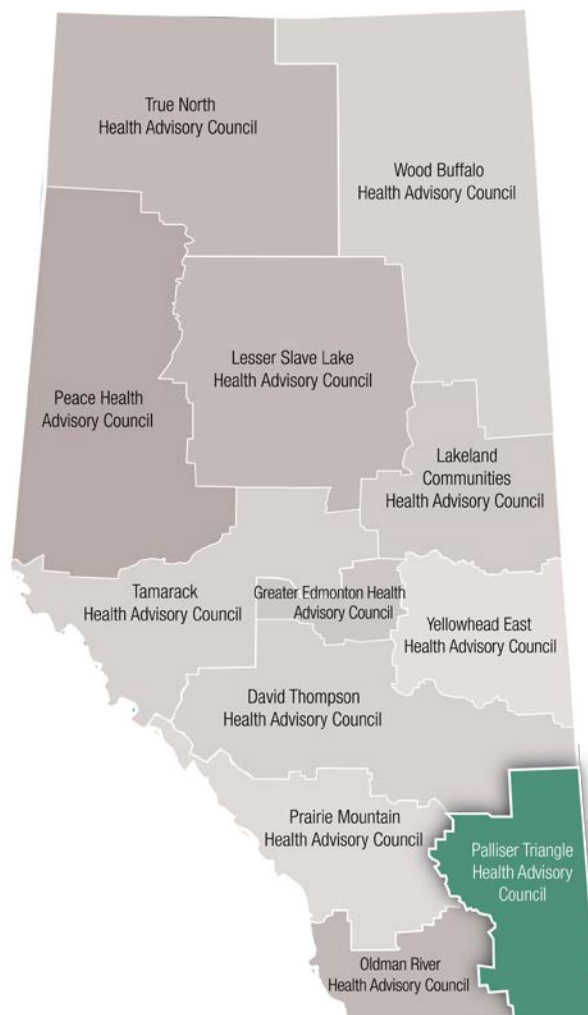 True North
Health Advisory Council
Wood Buffalo
Health Advisory Council
Lesser Slave Lake
Health Advisory Council
Peace Health
Advisory Council
Lakeland
Communities
Health Advisory Council
Tamarack
Health Advisory Council
Greater Edmonton Health
Advisory Council
Yellowhead East
Health Advisory Council
David Thompson
Health Advisory Council
Prairie Mountain
Health Advisory Council
Palliser Triangle
Health Advisory
Council
Oldman River
Health Advisory Council